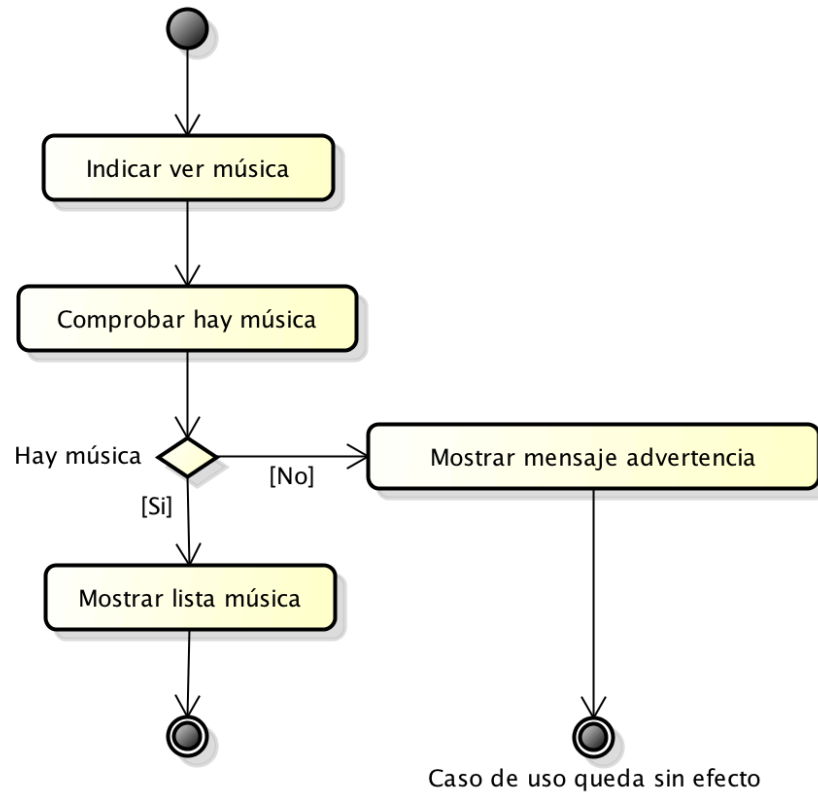 Indicar ver música
Comprobar hay música
Hay música
[No]
Mostrar mensaje advertencia
[Si]
Mostrar lista música
Caso de uso queda sin efecto